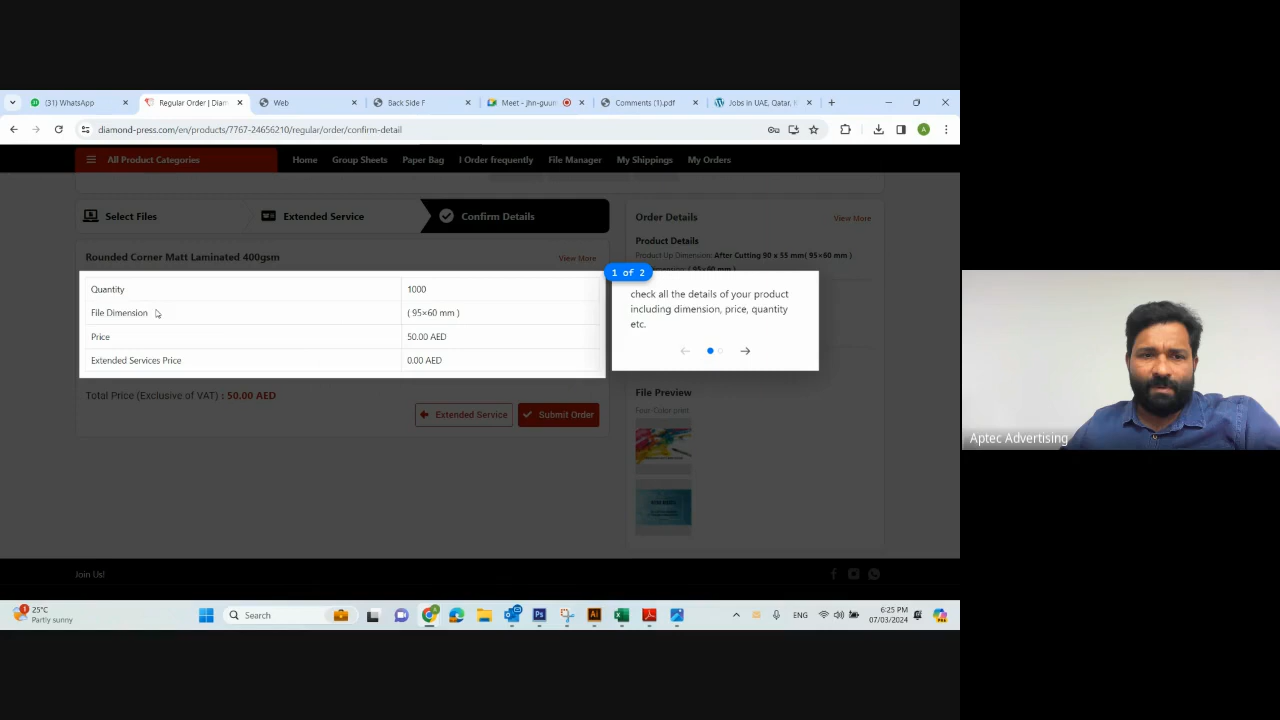 (31) WhatsApp
Regular Order | Diam
Web
Back Side F
Meet - jhn-guun
Comments (1).pdf
Jobs in UAE, Qatar,
diamond-press.com/en/products/7767-24656210/regular/order/confirm-detail
All Product Categories
Home
Group Sheets
Paper Bag
I Order frequently
File Manager
My Shippings
My Orders
Select Files
Extended Service
Confirm Details
Order Details
View More
Product Details
Product Up Dimension: After Cutting 90 x 55 mm( 95×60 mm )
( 95×60 mm )
Rounded Corner Matt Laminated 400gsm
View More
1 of 2
Quantity 1000
File Dimension ( 95×60 mm )
Price 50.00 AED
Extended Services Price 0.00 AED
check all the details of your product
including dimension, price, quantity
etc.
Total Price (Exclusive of VAT) : 50.00 AED
Extended Service
Submit Order
File Preview
Four Color print
Join Us!
Aptec Advertising
25°C
Partly sunny
Search
ENG
6:25 PM
07/03/2024